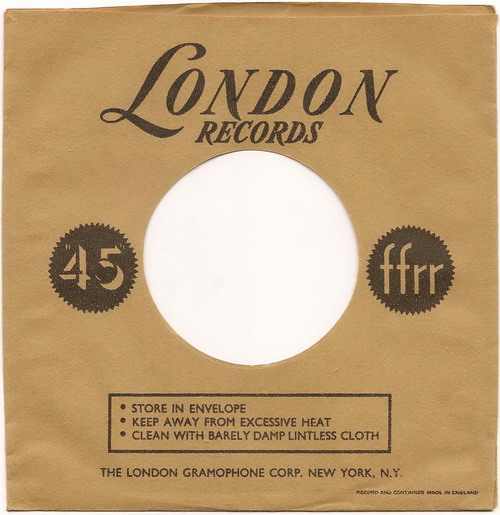 LONDON
RECORDS
45
ffrr
• STORE IN ENVELOPE
• KEEP AWAY FROM EXCESSIVE HEAT
• CLEAN WITH BARELY DAMP LINTLESS CLOTH
THE LONDON GRAMOPHONE CORP. NEW YORK, N.Y.
RECORD AND CONTAINER MADE IN ENGLAND